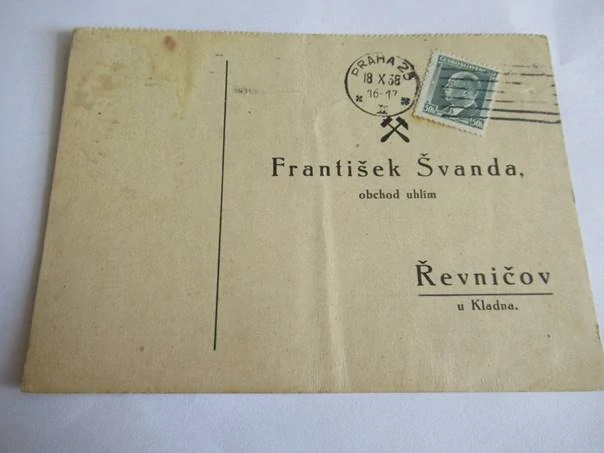 PRAHA 25
18 X 38
16-17
František Švanda,
obchod uhlím
Řevničov
u Kladna.